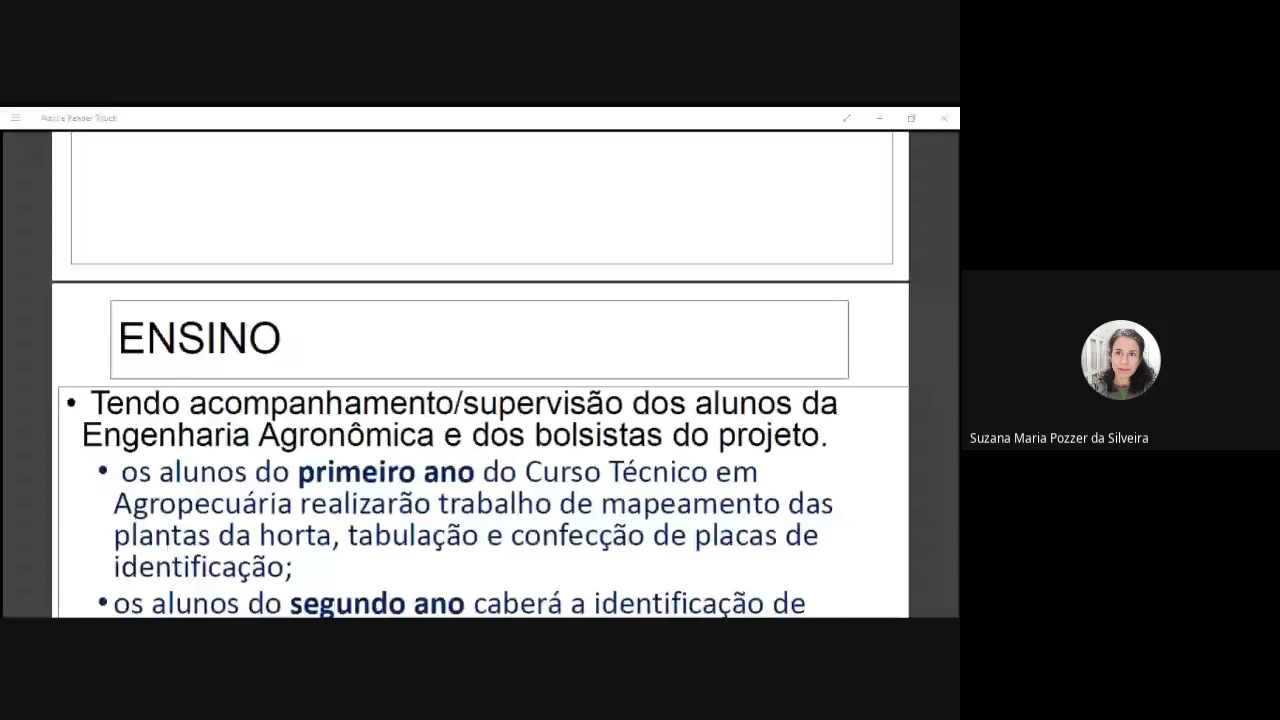 ENSINO
• Tendo acompanhamento/supervisão dos alunos da
Engenharia Agronômica e dos bolsistas do projeto.
• os alunos do primeiro ano do Curso Técnico em
Agropecuária realizarão trabalho de mapeamento das
plantas da horta, tabulação e confecção de placas de
identificação;
• os alunos do segundo ano caberá a identificação de
Suzana Maria Pozzer da Silveira